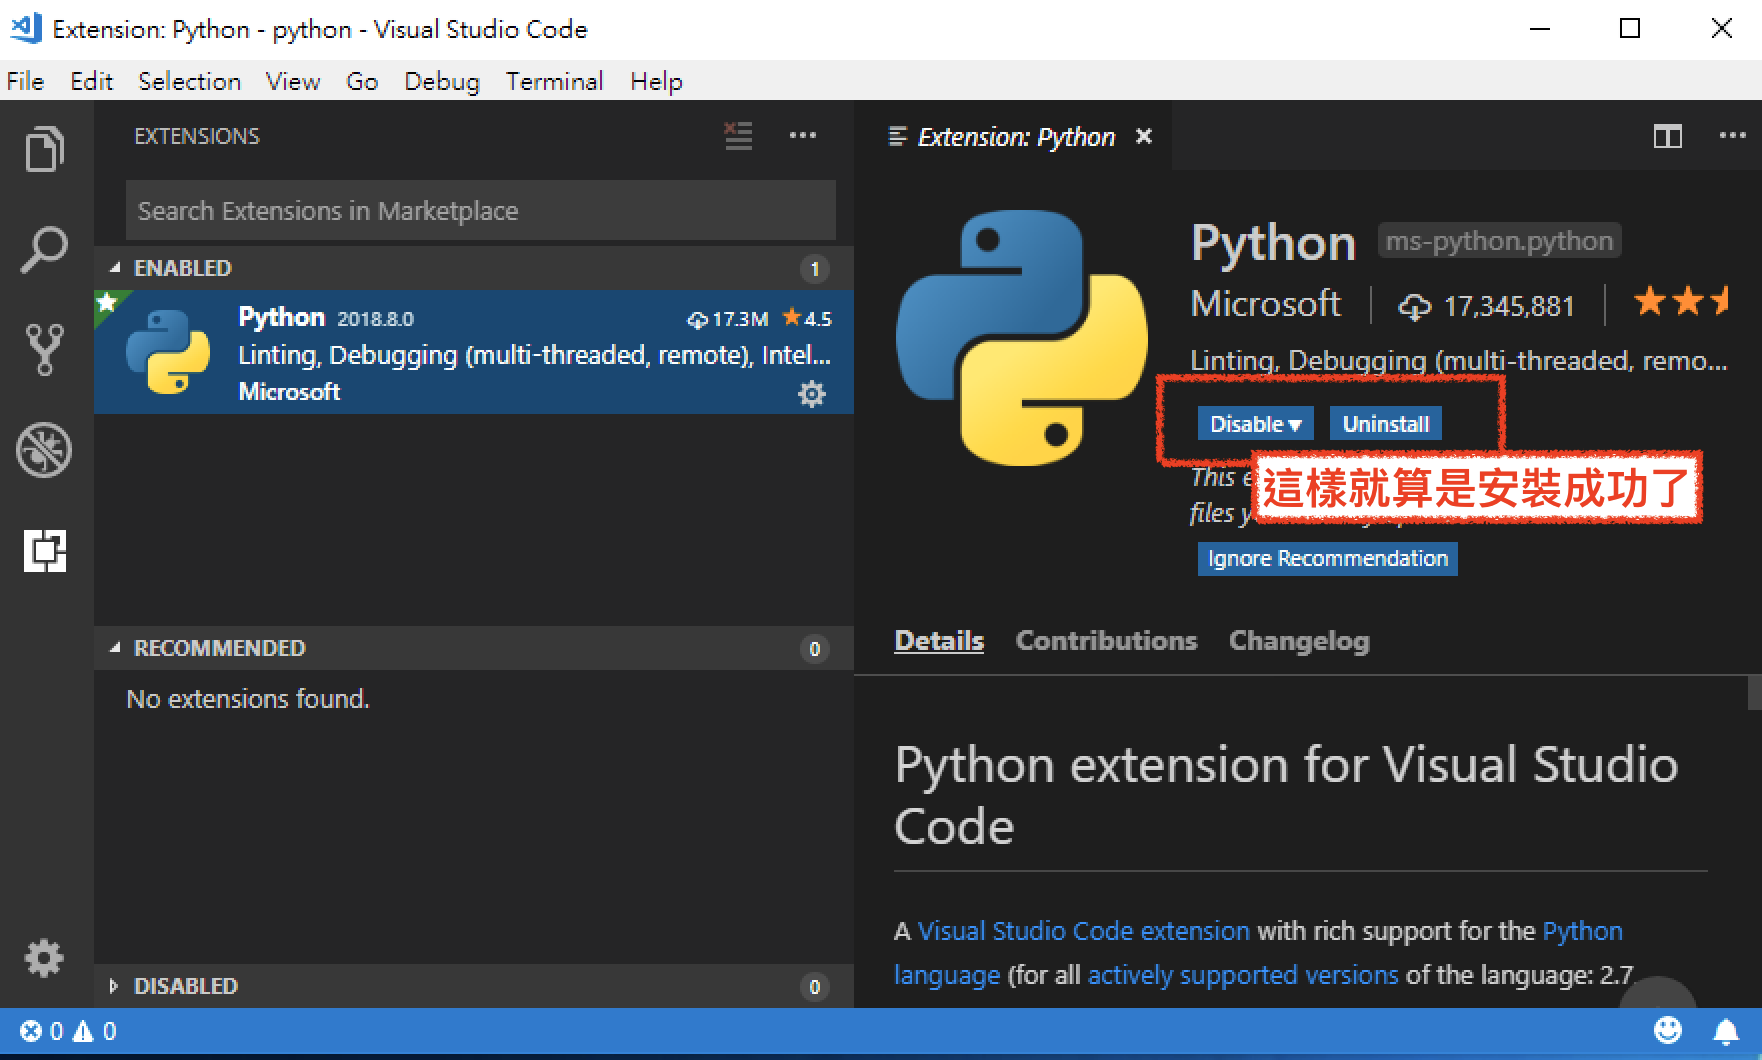 Extension: Python - python - Visual Studio Code
File Edit Selection View Go Debug Terminal Help
EXTENSIONS
Search Extensions in Marketplace
ENABLED 1
Python 2018.8.0 17.3M 4.5
Linting, Debugging (multi-threaded, remote), Intel...
Microsoft
RECOMMENDED 0
No extensions found.
DISABLED 0
Extension: Python
Python ms-python.python
Microsoft 17,345,881
Linting, Debugging (multi-threaded, remo...
Disable Uninstall
這樣就算是安裝成功了
This
files
Ignore Recommendation
Details Contributions Changelog
Python extension for Visual Studio
Code
A Visual Studio Code extension with rich support for the Python
language (for all actively supported versions of the language: 2.7
0 0